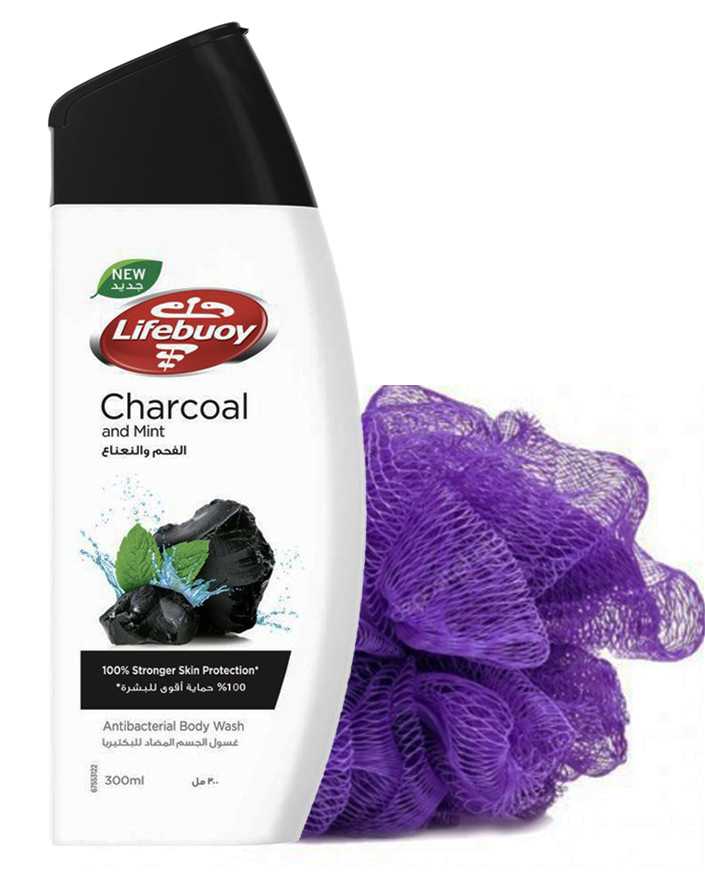 NEW
جديد
Lifebuoy
Charcoal
and Mint
الفحم والنعناع
100% Stronger Skin Protection*
%100 حماية أقوى للبشرة*
Antibacterial Body Wash
غسول الجسم المضاد للبكتيريا
67553122
300ml
٣٠٠ مل